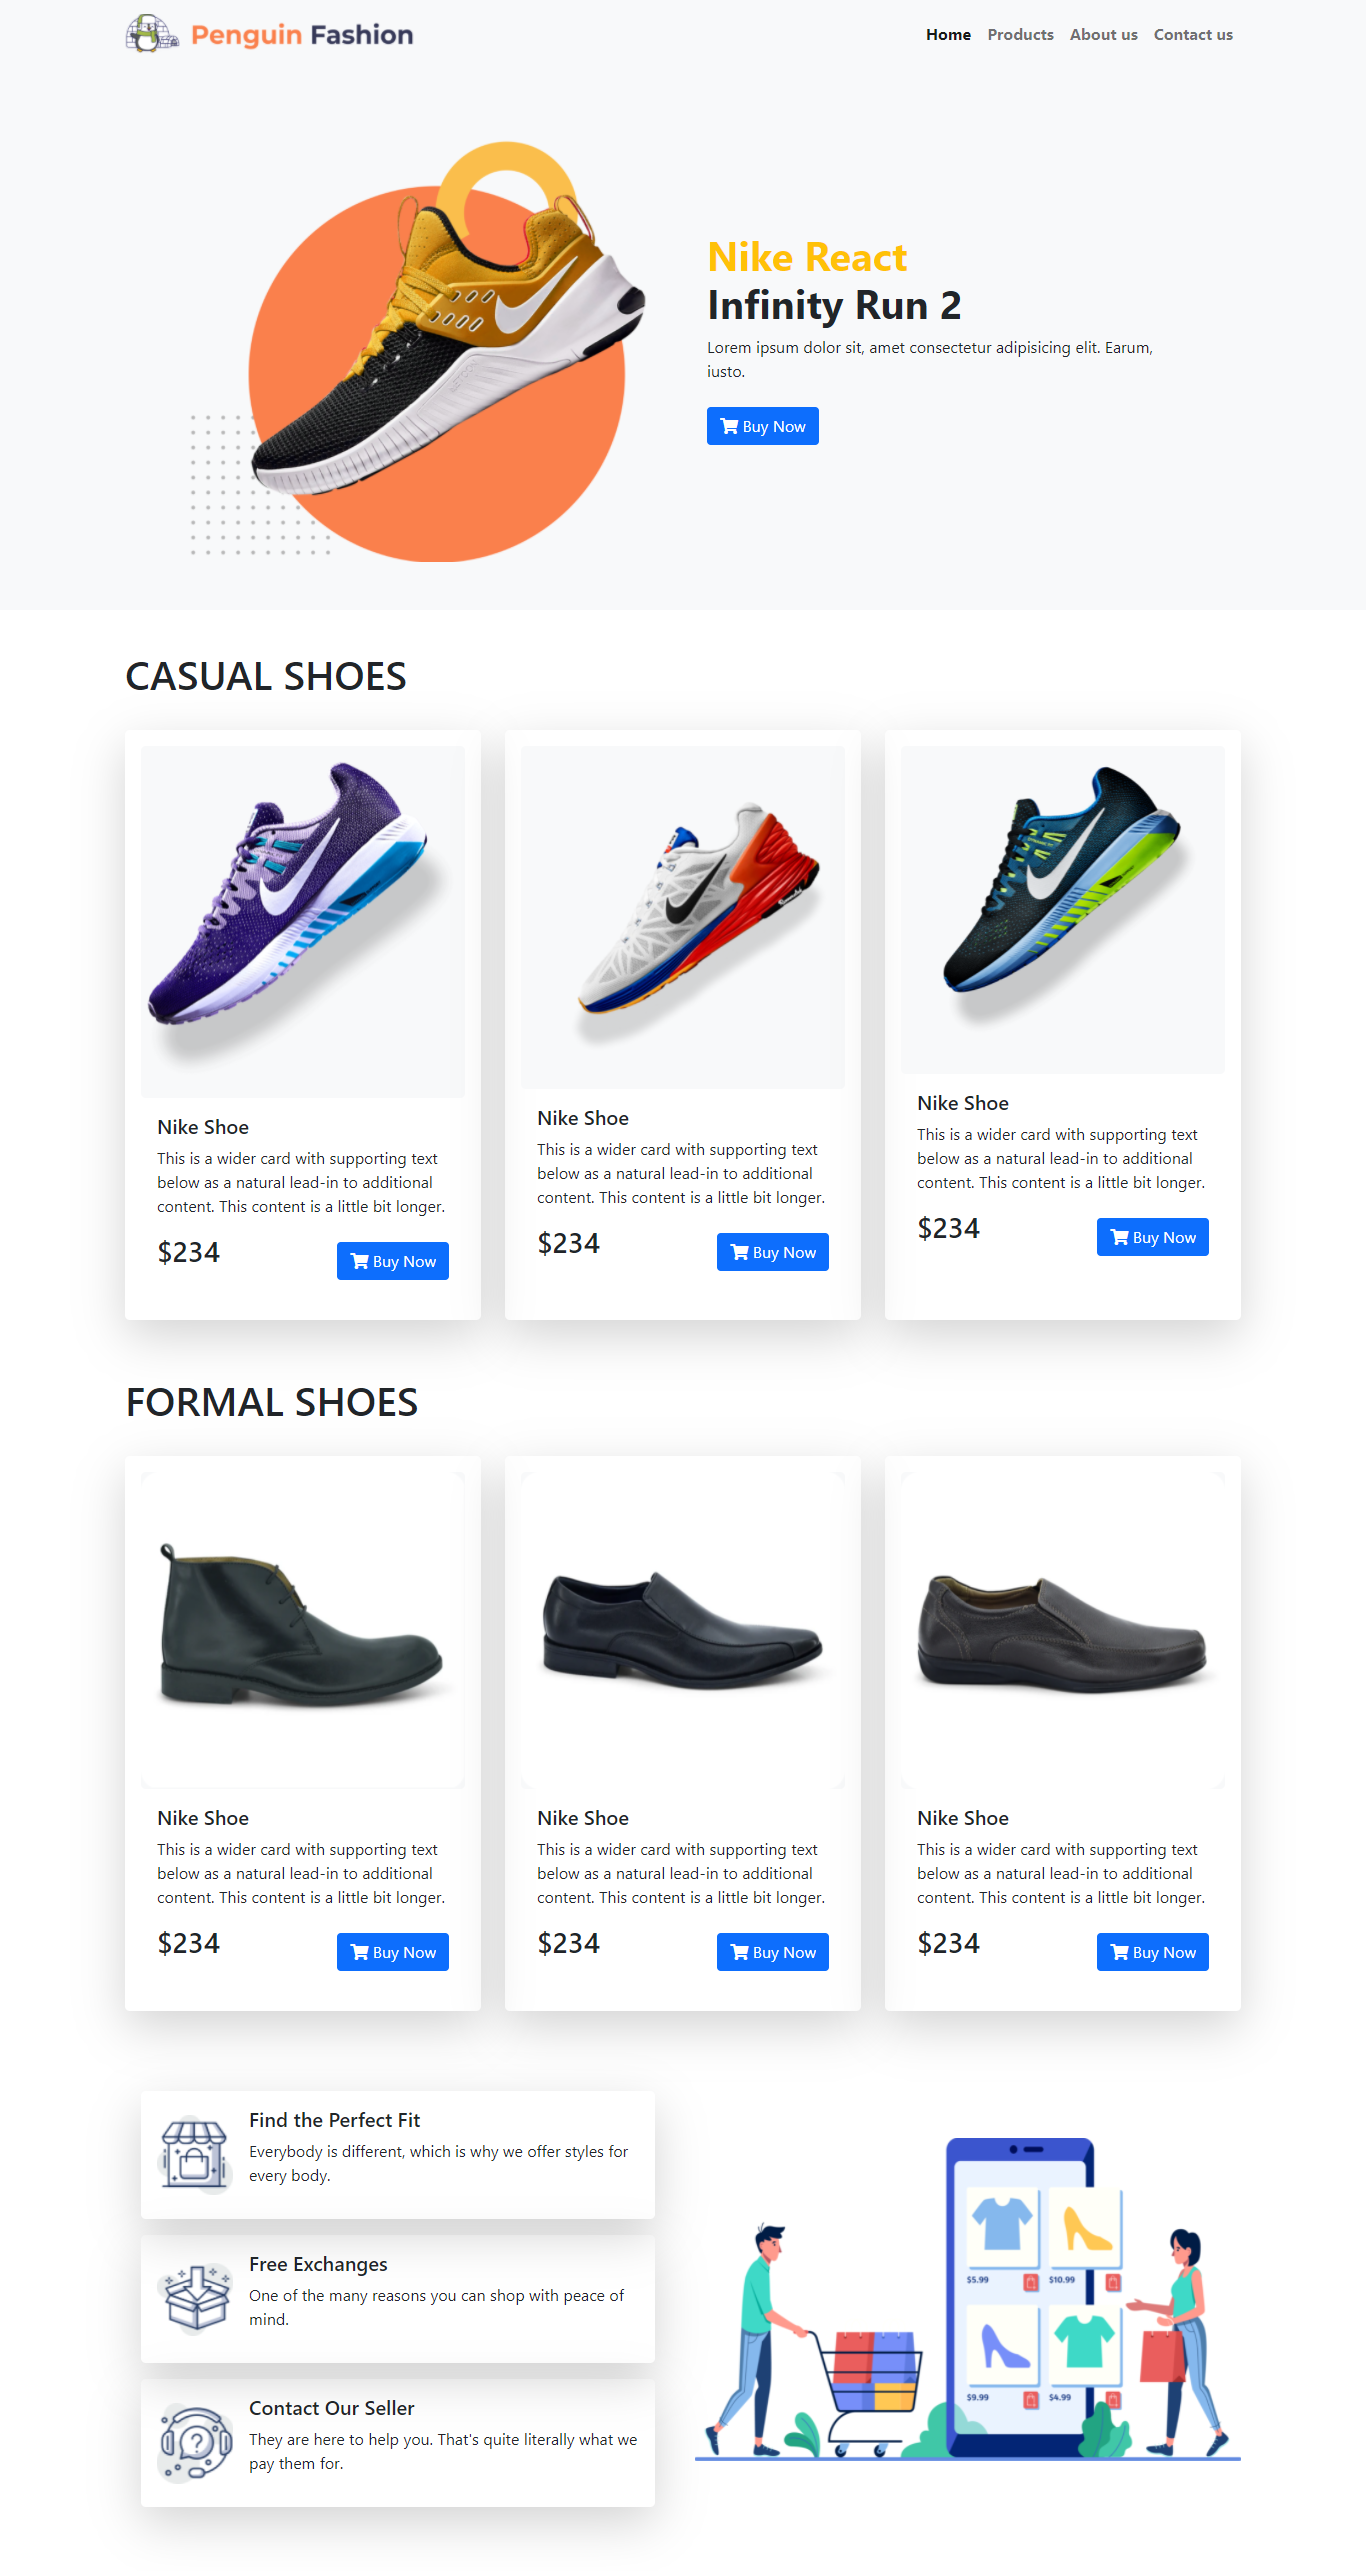 Penguin Fashion
Home Products About us Contact us
Nike React
Infinity Run 2
Lorem ipsum dolor sit, amet consectetur adipisicing elit. Earum,
iusto.
Buy Now
CASUAL SHOES
Nike Shoe
This is a wider card with supporting text
below as a natural lead-in to additional
content. This content is a little bit longer.
$234
Buy Now
Nike Shoe
This is a wider card with supporting text
below as a natural lead-in to additional
content. This content is a little bit longer.
$234
Buy Now
Nike Shoe
This is a wider card with supporting text
below as a natural lead-in to additional
content. This content is a little bit longer.
$234
Buy Now
FORMAL SHOES
Nike Shoe
This is a wider card with supporting text
below as a natural lead-in to additional
content. This content is a little bit longer.
$234
Buy Now
Nike Shoe
This is a wider card with supporting text
below as a natural lead-in to additional
content. This content is a little bit longer.
$234
Buy Now
Nike Shoe
This is a wider card with supporting text
below as a natural lead-in to additional
content. This content is a little bit longer.
$234
Buy Now
Find the Perfect Fit
Everybody is different, which is why we offer styles for
every body.
Free Exchanges
One of the many reasons you can shop with peace of
mind.
Contact Our Seller
They are here to help you. That's quite literally what we
pay them for.
$5.99
$10.99
$9.99
$4.99